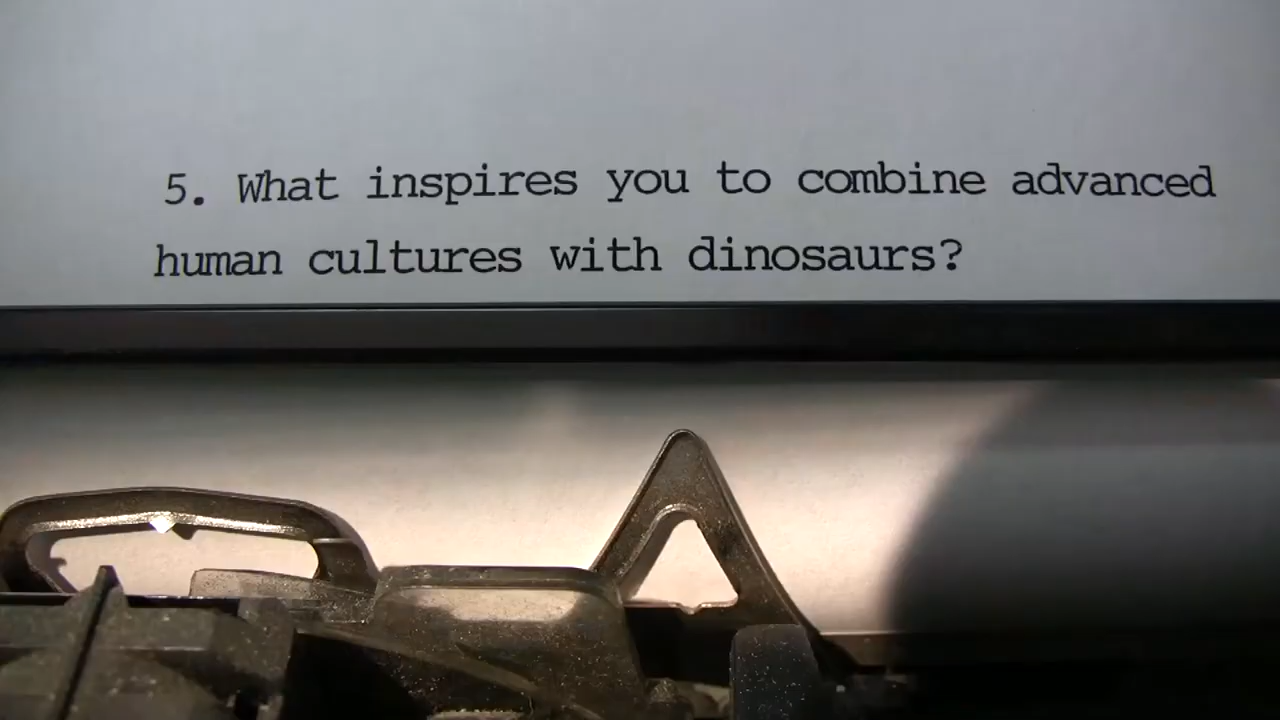 5. What inspires you to combine advanced
human cultures with dinosaurs?